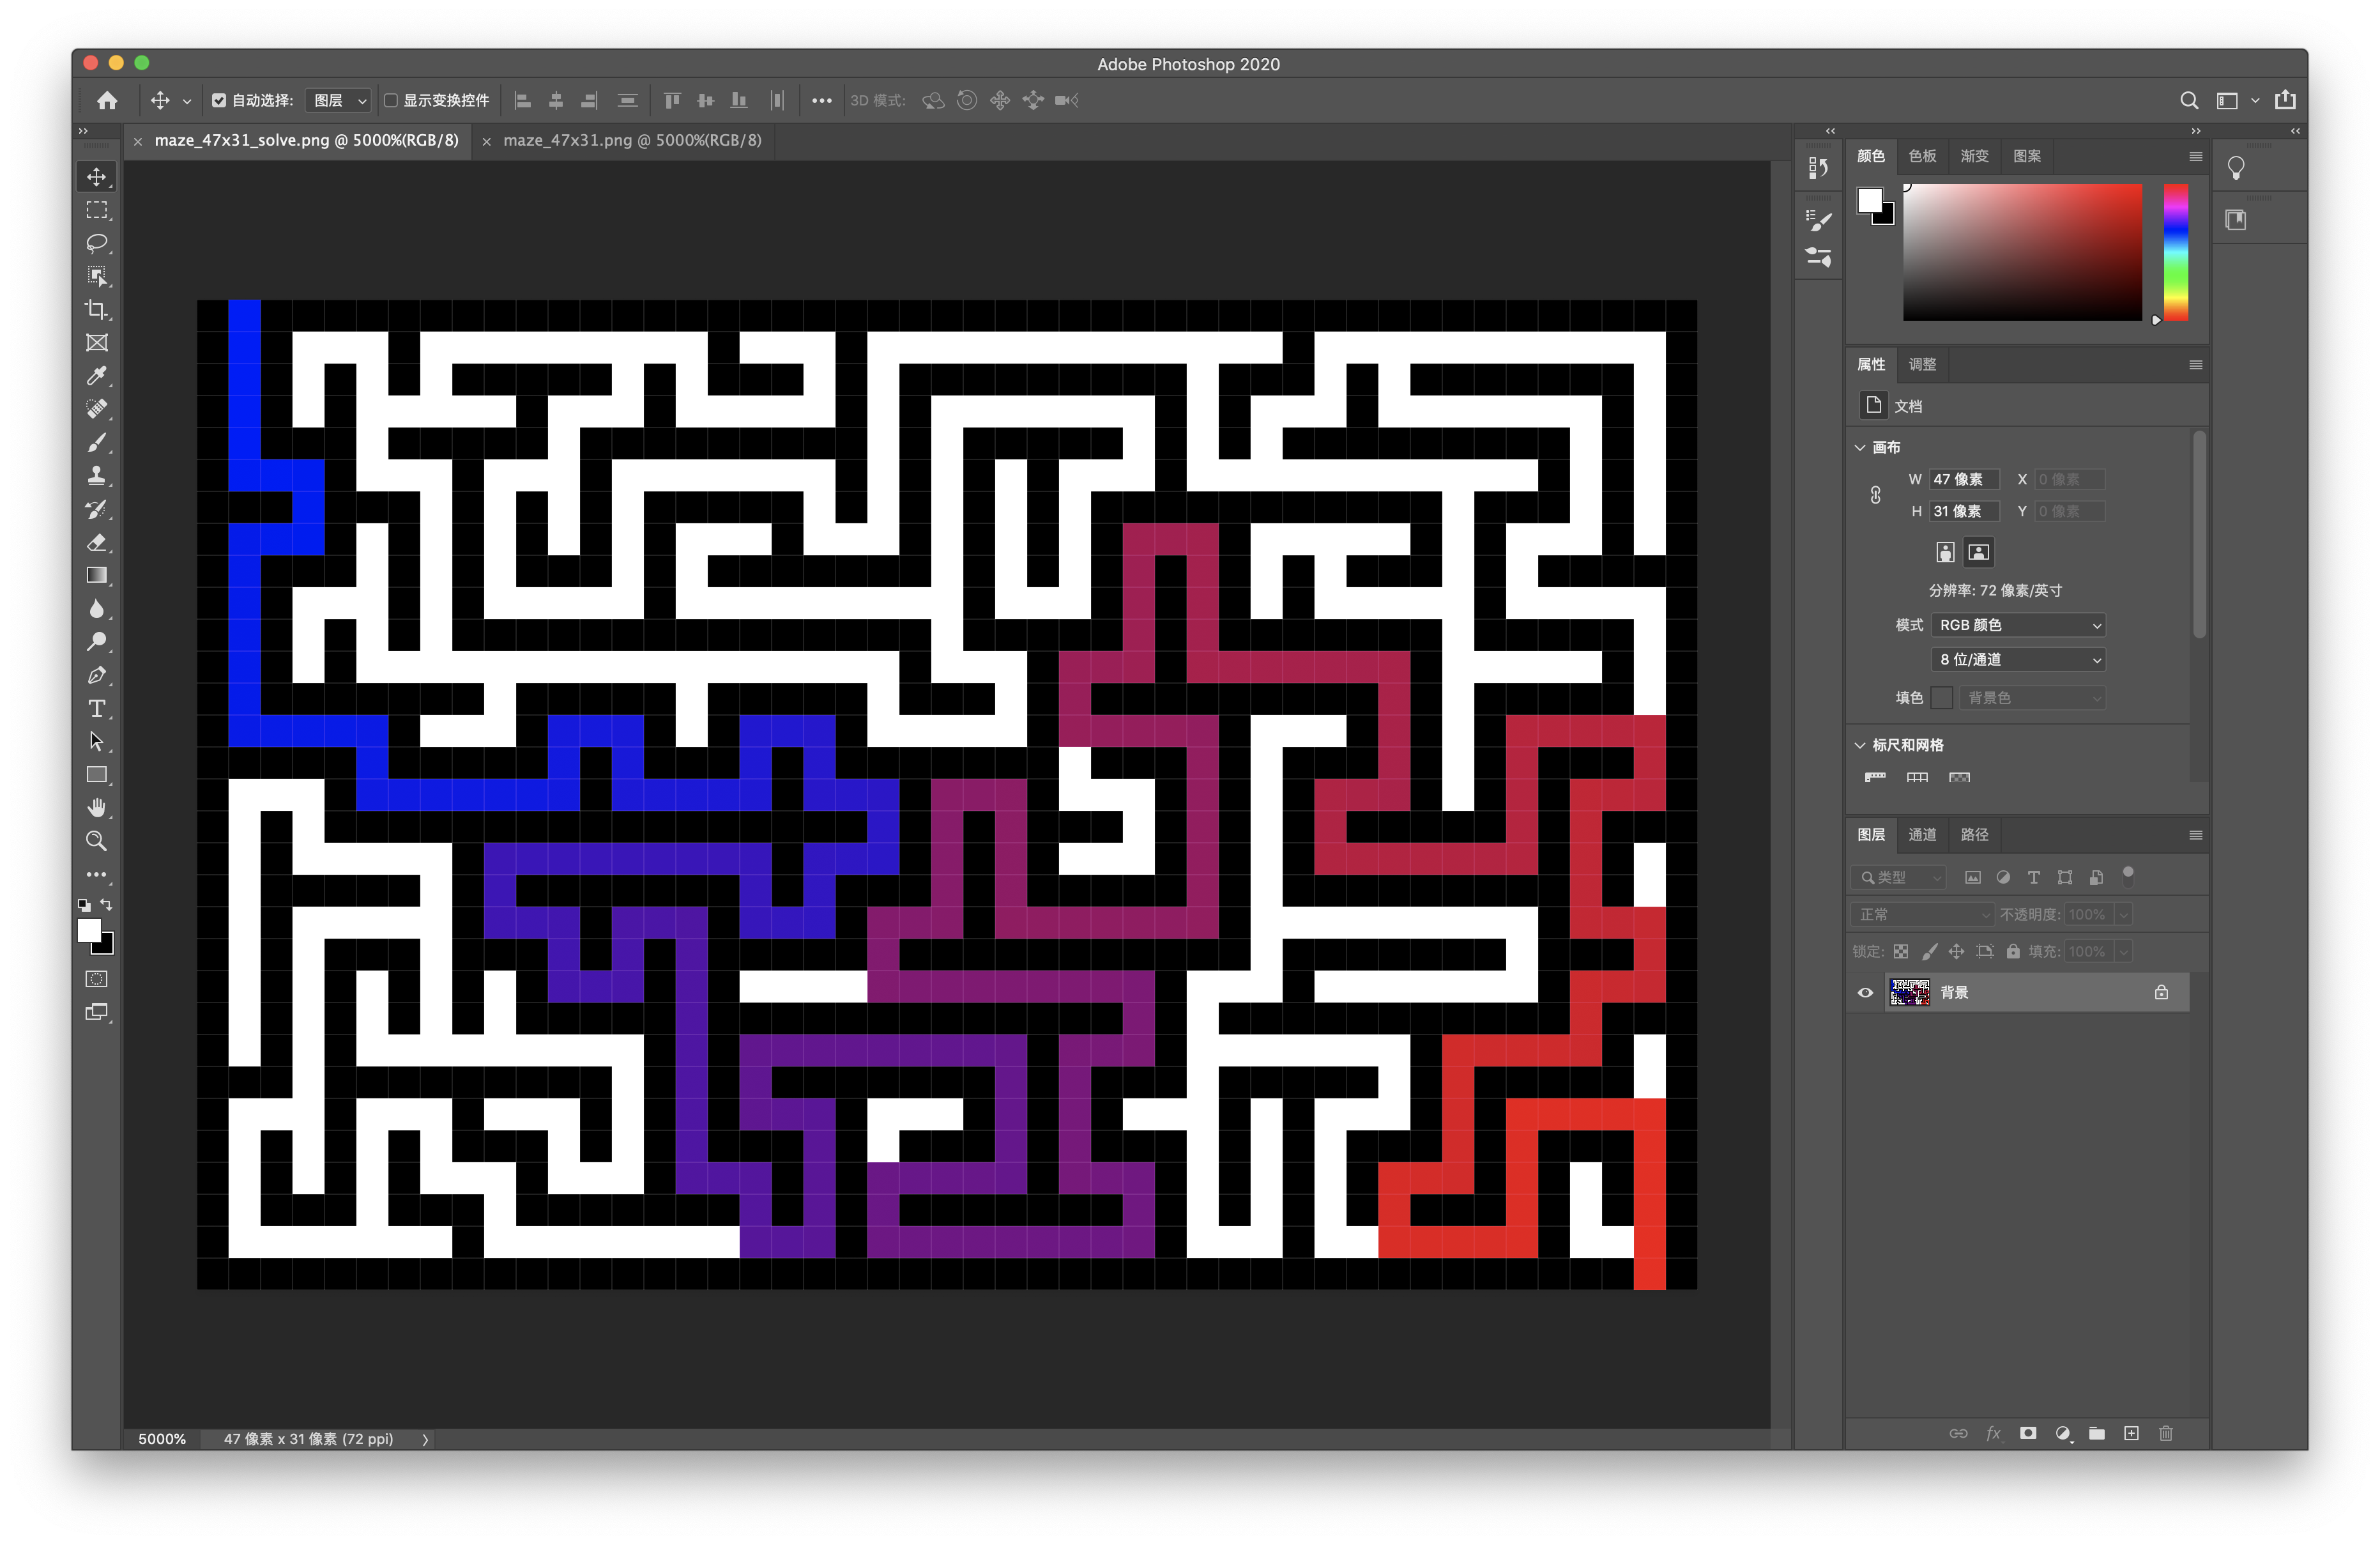 Adobe Photoshop 2020
自动选择: 图层 显示变换控件 3D 模式:
maze_47x31_solve.png @ 5000%(RGB/8) maze_47x31.png @ 5000%(RGB/8)
颜色 色板 渐变 图案
属性 调整
文档
画布
W 47 像素 X 0 像素
H 31 像素 Y 0 像素
分辨率: 72 像素/英寸
模式 RGB 颜色
8 位/通道
填色 背景色
标尺和网格
图层 通道 路径
类型
正常 不透明度: 100%
锁定: 填充: 100%
背景
fx
5000% 47 像素 x 31 像素 (72 ppi)